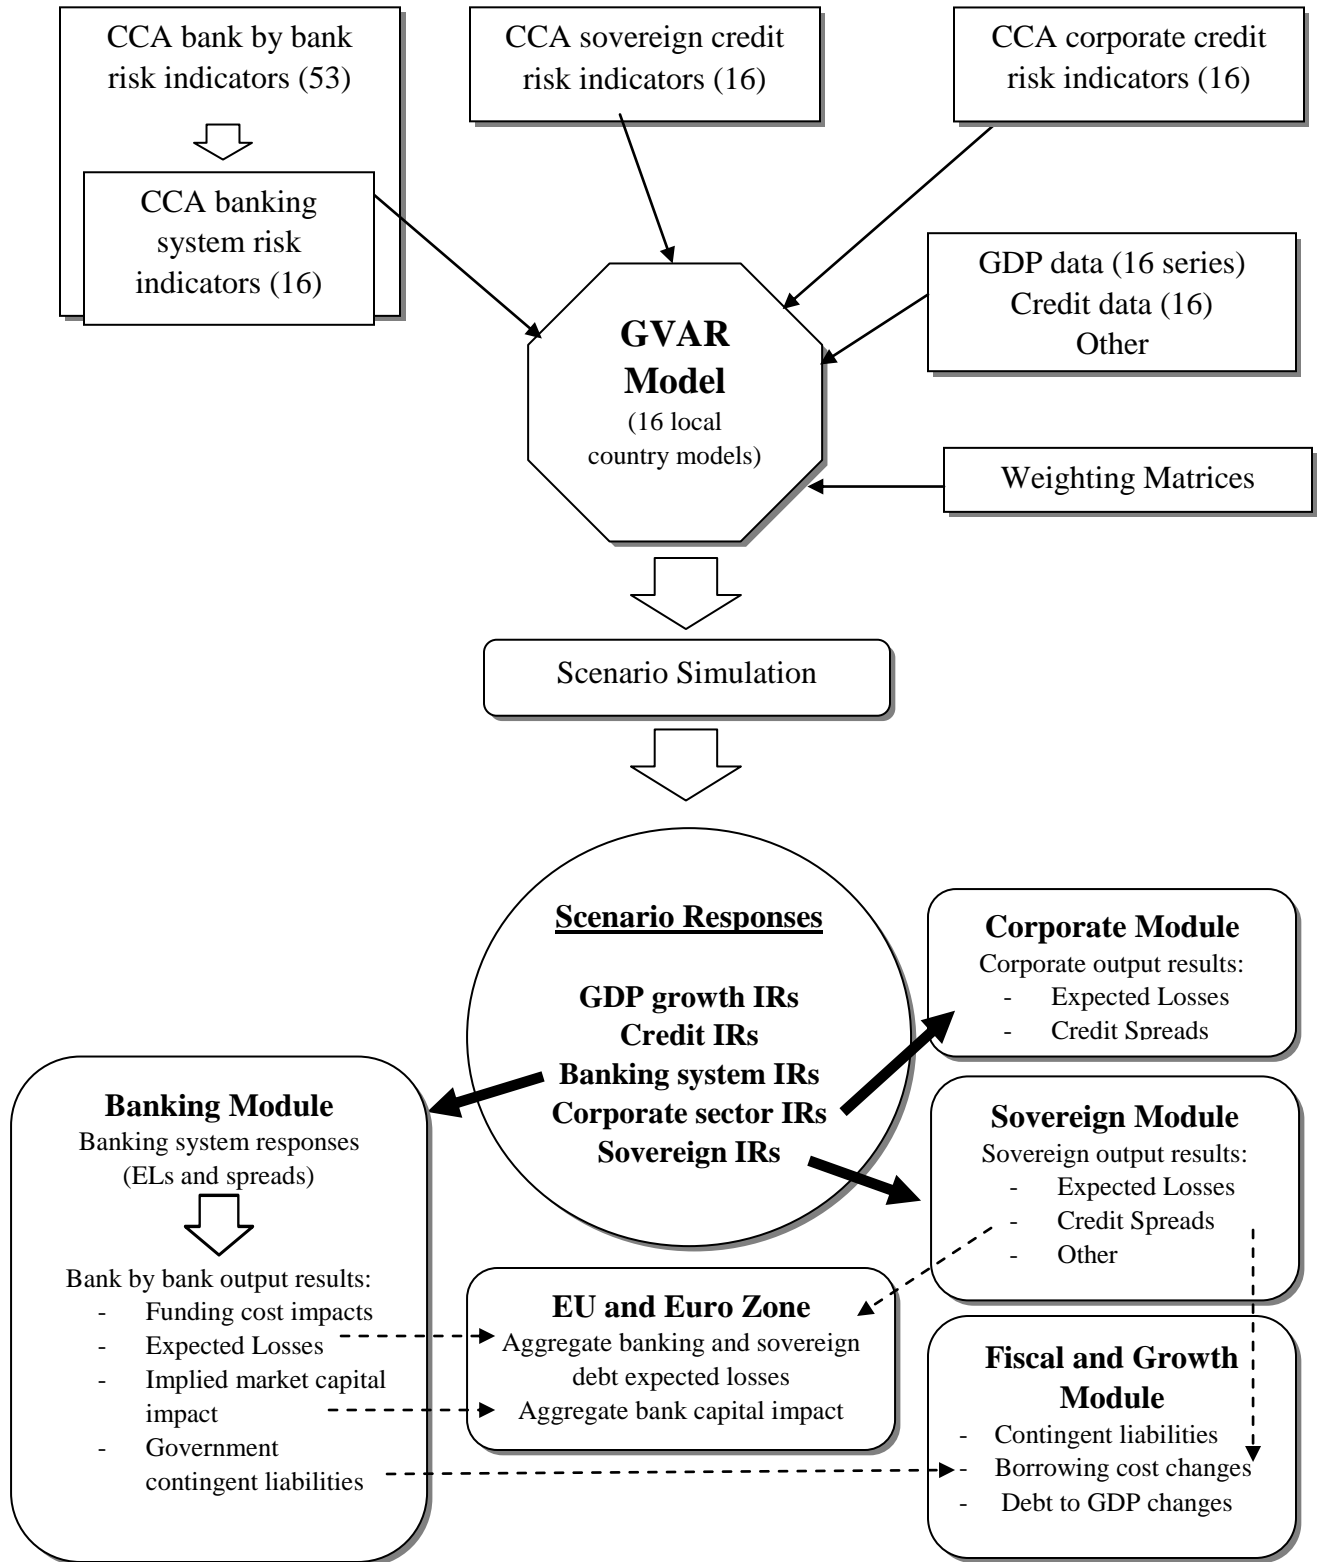 CCA bank by bank
risk indicators (53)
CCA banking
system risk
indicators (16)
CCA sovereign credit
risk indicators (16)
CCA corporate credit
risk indicators (16)
GDP data (16 series)
Credit data (16)
Other
GVAR
Model
(16 local
country models)
Weighting Matrices
Scenario Simulation
Scenario Responses
GDP growth IRs
Credit IRs
Banking system IRs
Corporate sector IRs
Sovereign IRs
Corporate Module
Corporate output results:
- Expected Losses
- Credit Spreads
Banking Module
Banking system responses
(ELs and spreads)
Bank by bank output results:
- Funding cost impacts
- Expected Losses
- Implied market capital
impact
- Government
contingent liabilities
Sovereign Module
Sovereign output results:
- Expected Losses
- Credit Spreads
- Other
EU and Euro Zone
Aggregate banking and sovereign
debt expected losses
Aggregate bank capital impact
Fiscal and Growth
Module
- Contingent liabilities
- Borrowing cost changes
- Debt to GDP changes